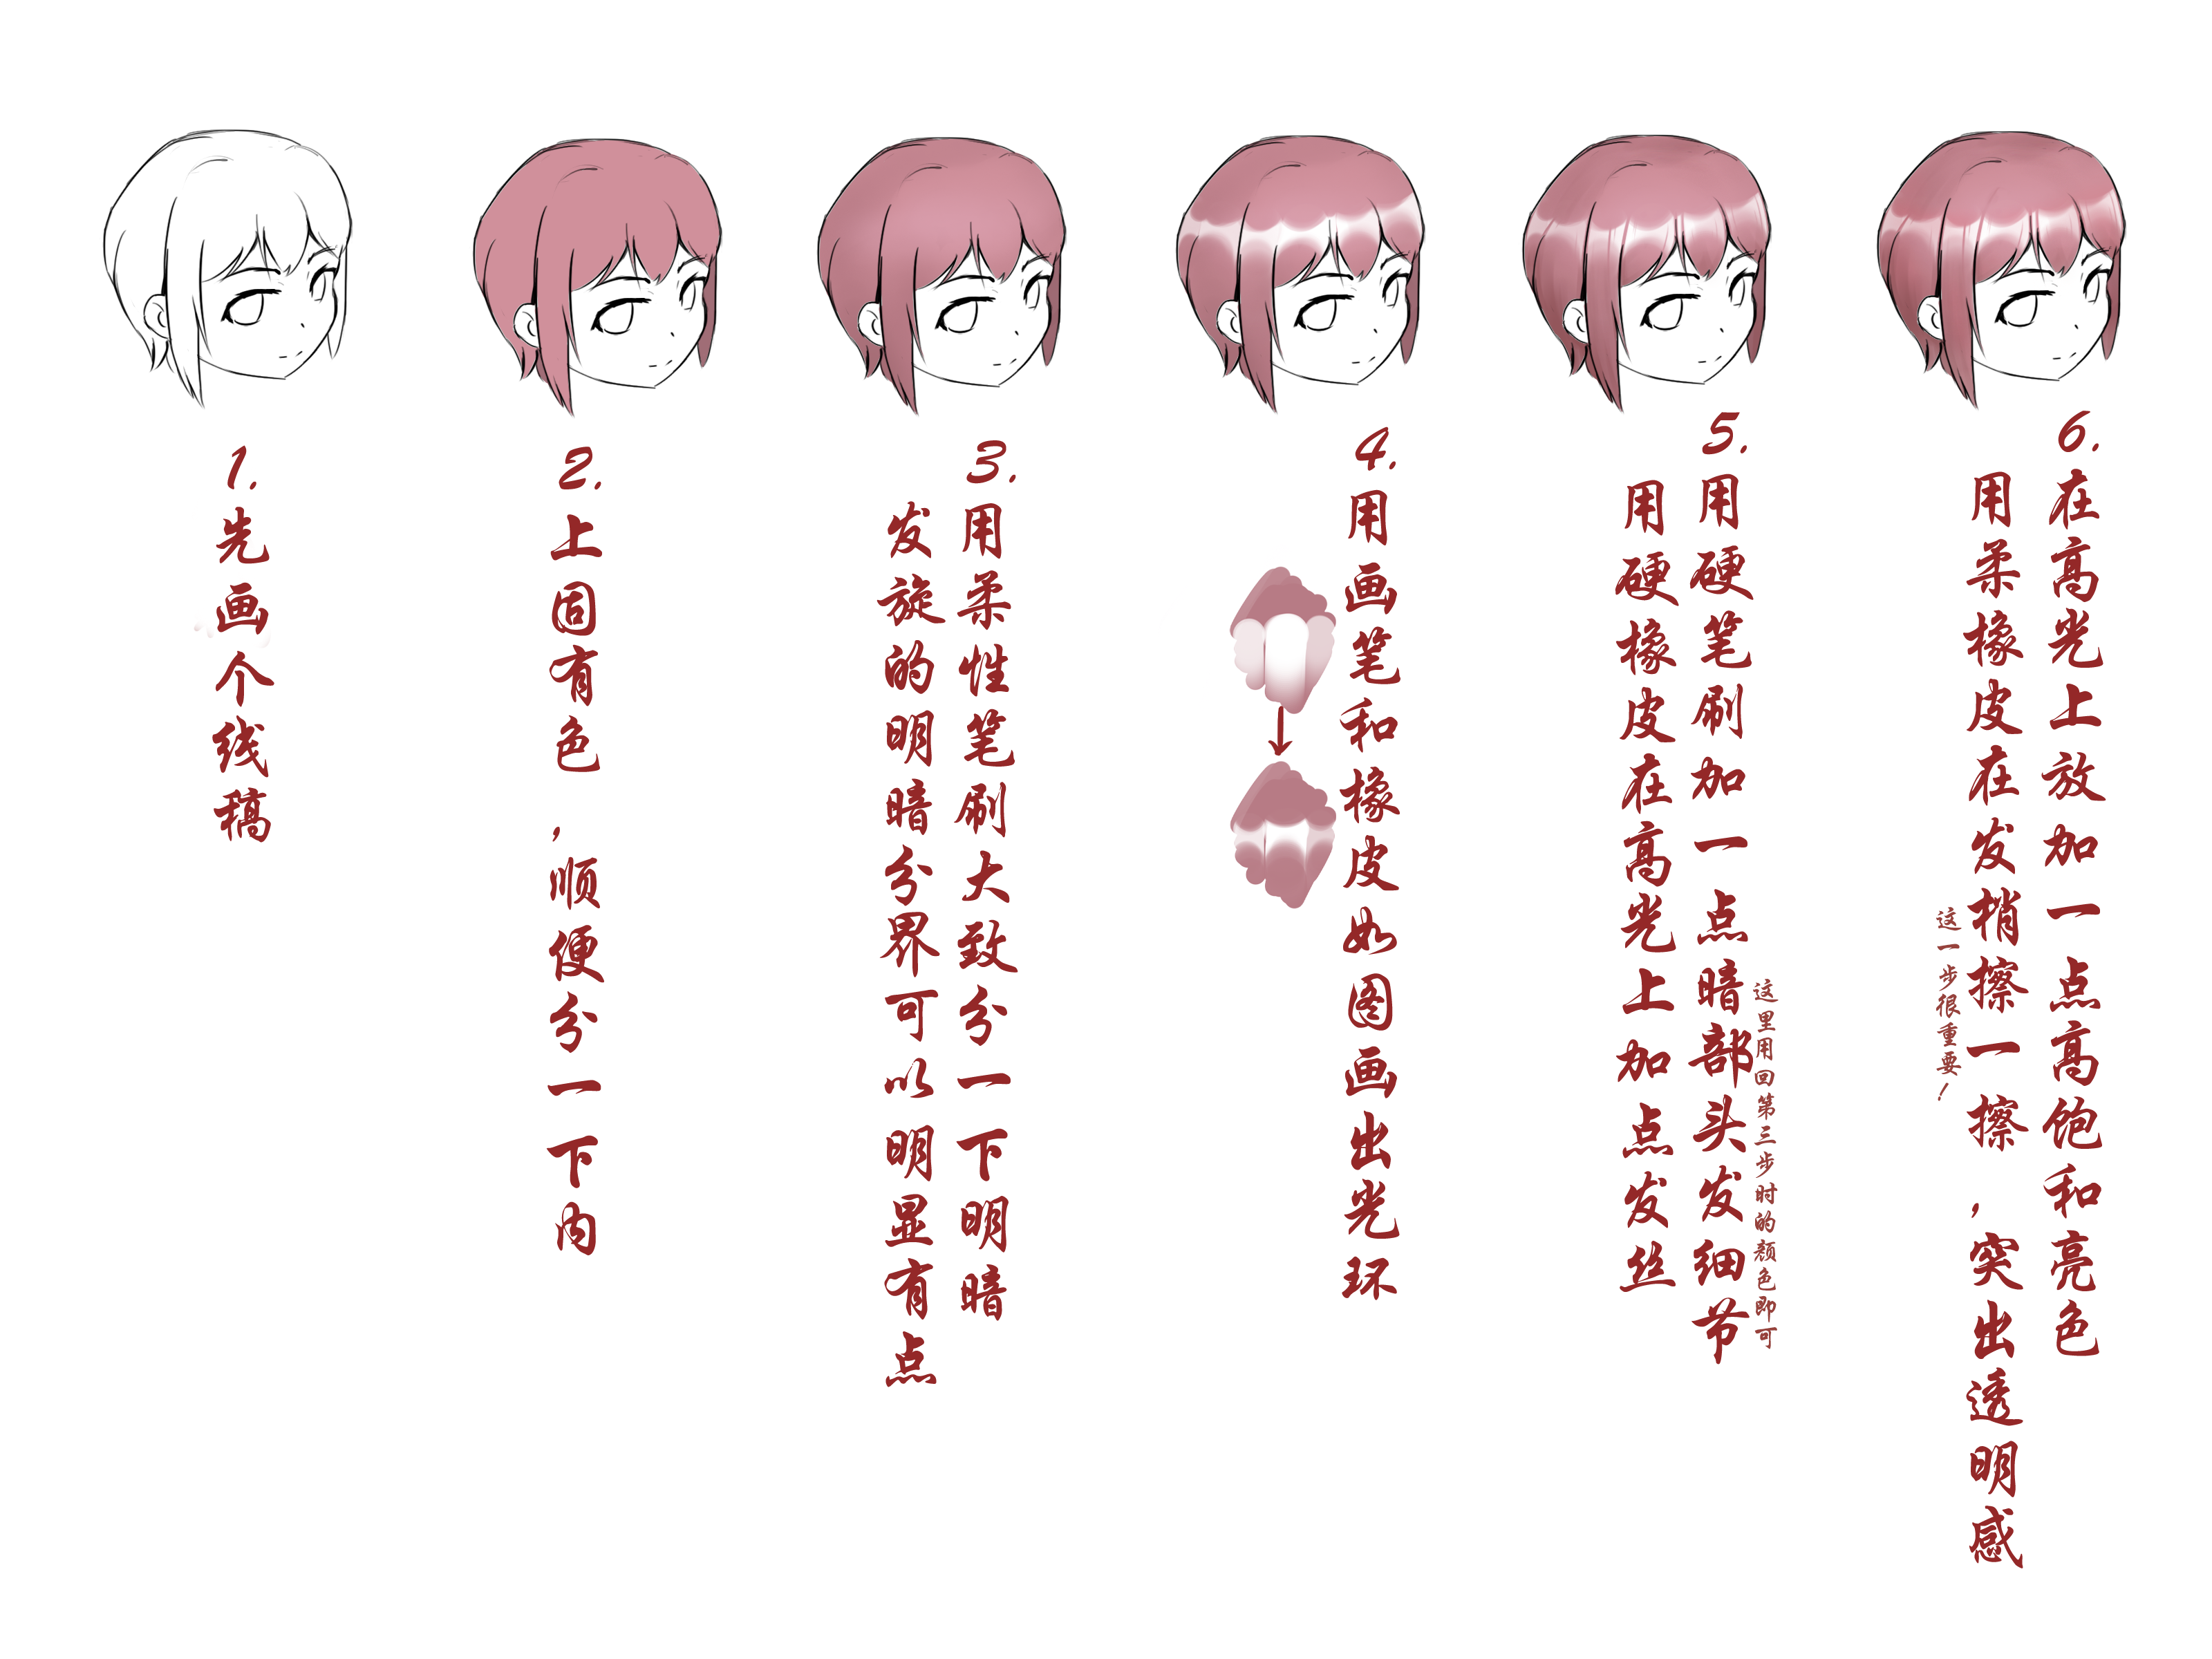 1.先画个线稿
2.上固有色,顺便分一下内
3.用柔性笔刷大致分一下明暗
发旋的明暗分界可以明显有点
4.用画笔和橡皮如图画出光环
5.用硬笔刷加一点暗部头发细节
这里用回第三步时的颜色即可
用硬橡皮在高光上加点发丝
6.在高光上放加一点高饱和亮色
用柔橡皮在发梢擦一擦,突出透明感
这一步很重要!